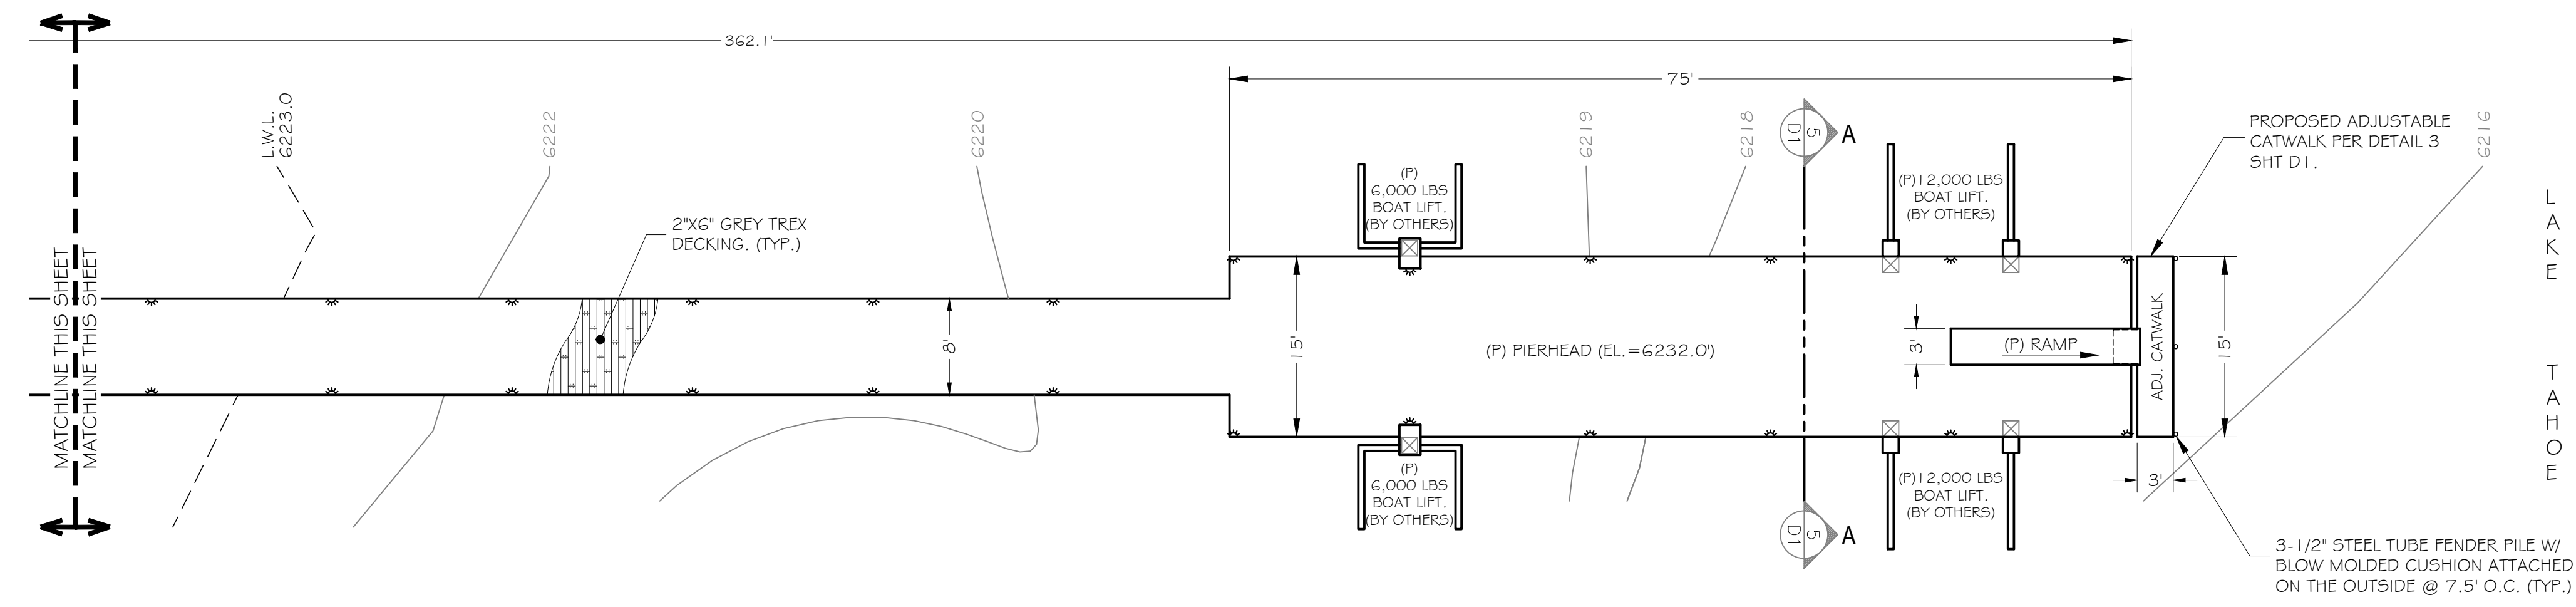 362.1'
75'
L.W.L.
6223.0
6222
6220
6219
6218
6216
5
D1
A
PROPOSED ADJUSTABLE
CATWALK PER DETAIL 3
SHT D1.
(P)
6,000 LBS
BOAT LIFT.
(BY OTHERS)
(P)12,000 LBS
BOAT LIFT.
(BY OTHERS)
2"X6" GREY TREX
DECKING. (TYP.)
MATCHLINE THIS SHEET
MATCHLINE THIS SHEET
8'
15'
(P) PIERHEAD (EL.=6232.0')
3'
(P) RAMP
ADJ. CATWALK
15'
LAKE TAHOE
(P)
6,000 LBS
BOAT LIFT.
(BY OTHERS)
(P)12,000 LBS
BOAT LIFT.
(BY OTHERS)
3'
5
D1
A
3-1/2" STEEL TUBE FENDER PILE W/
BLOW MOLDED CUSHION ATTACHED
ON THE OUTSIDE @ 7.5' O.C. (TYP.)